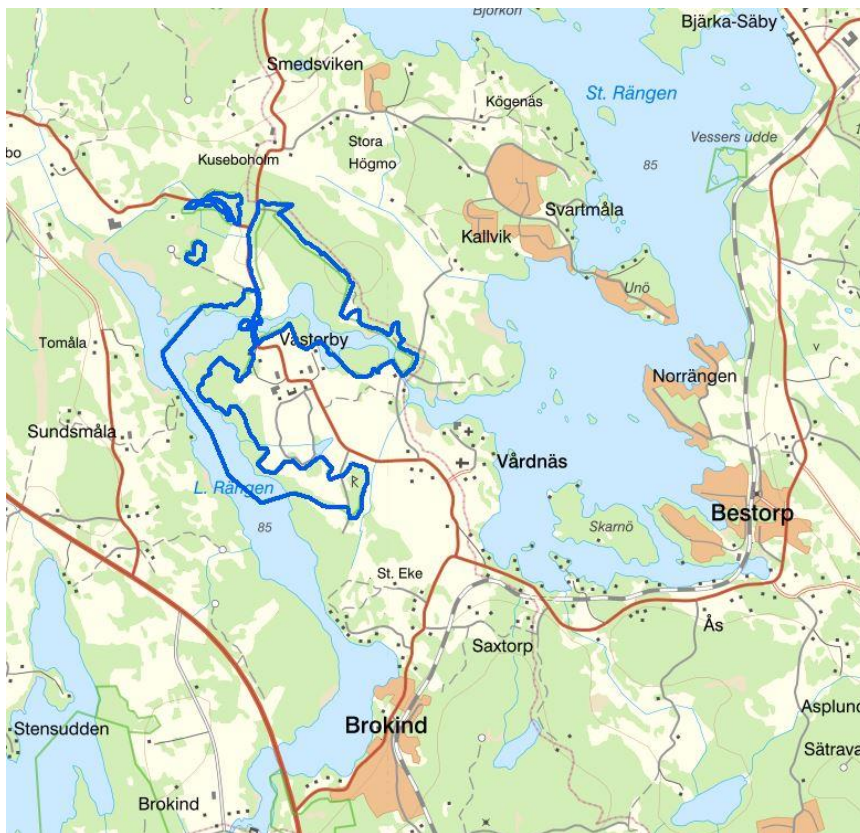 Björkön
Bjärka-Säby
Smedsviken
St. Rängen
Kögenäs
Vessers udde
Stora
Högmo
bo
Kuseboholm
85
Svartmåla
Kallvik
Unö
Tomåla
Västerby
Norrängen
Sundsmåla
Vårdnäs
L. Rängen
R
Bestorp
85
Skarnö
St. Eke
Ås
Saxtorp
Asplund
Brokind
Stensudden
Sätrava
Brokind